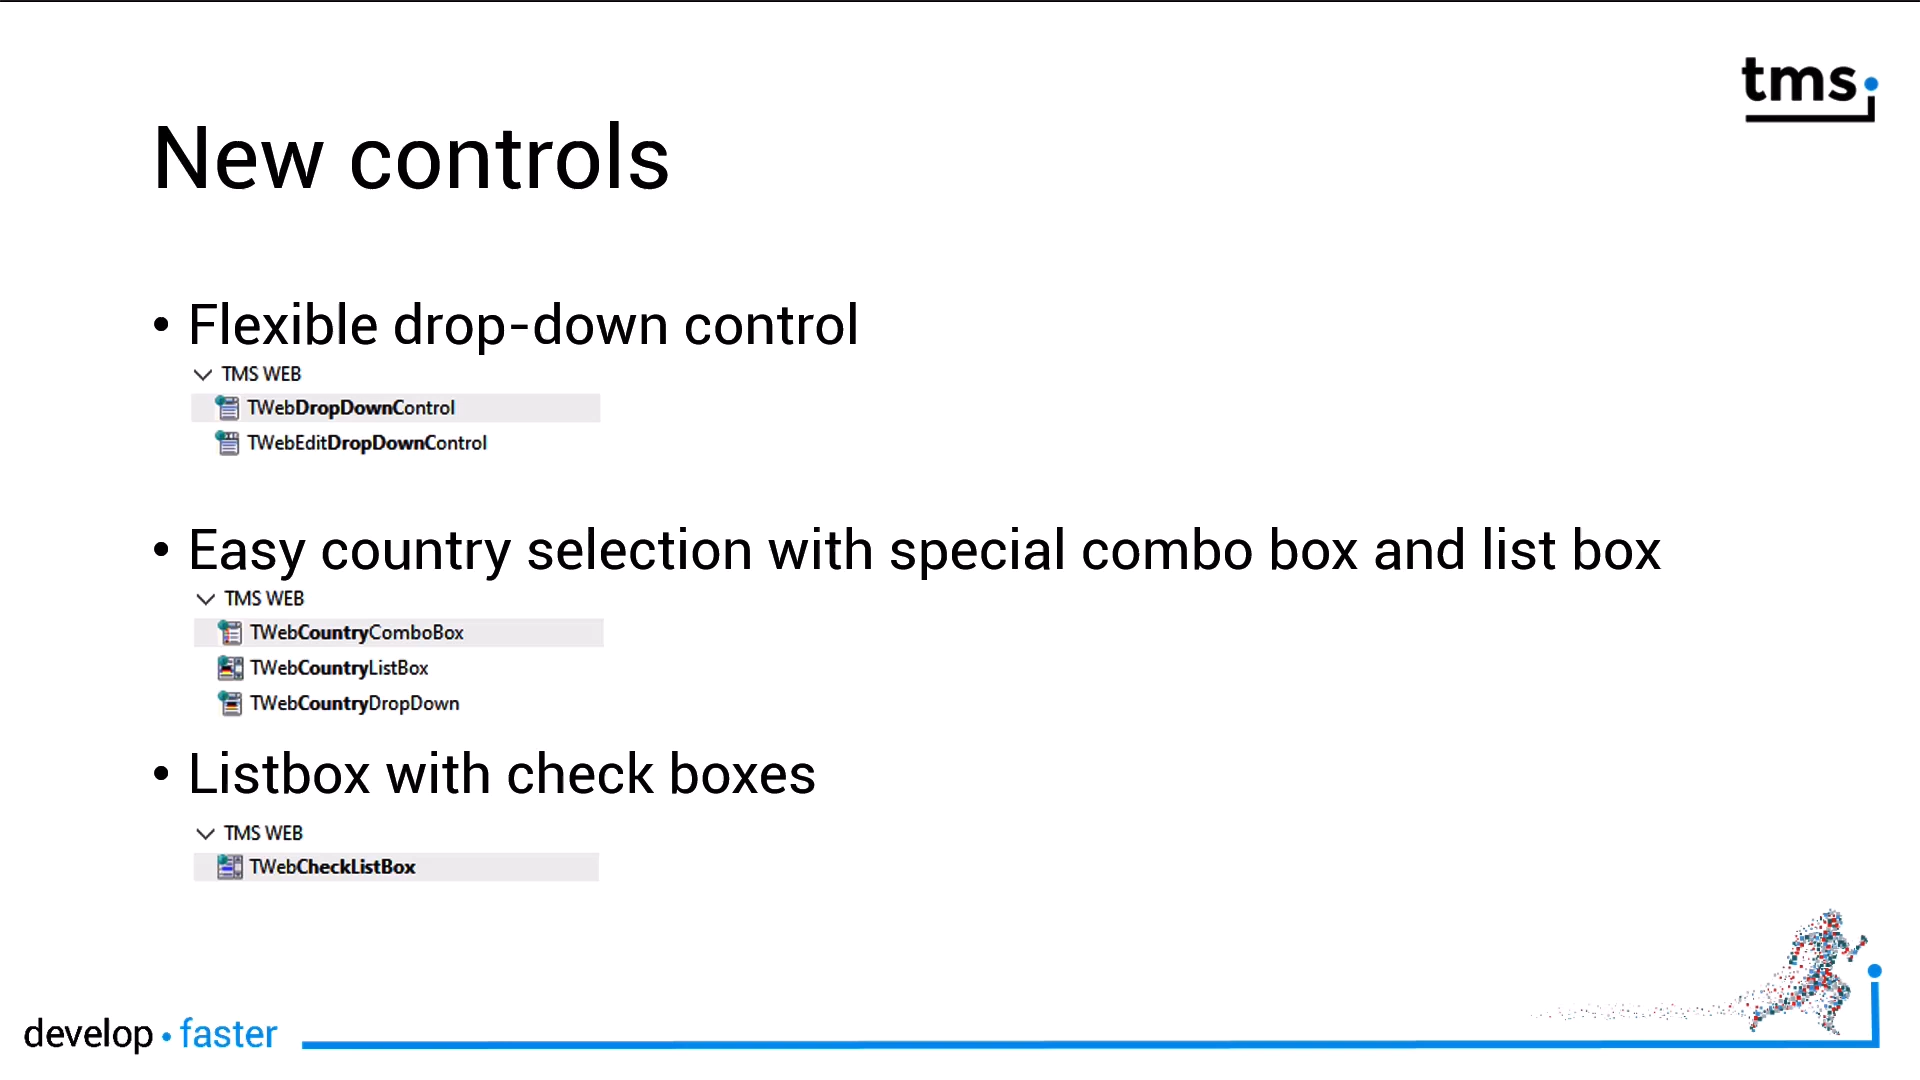 tms
New controls
• Flexible drop-down control
TMS WEB
TWebDropDownControl
TWebEditDropDownControl
• Easy country selection with special combo box and list box
TMS WEB
TWebCountryComboBox
TWebCountryListBox
TWebCountryDropDown
• Listbox with check boxes
TMS WEB
TWebCheckListBox
develop • faster